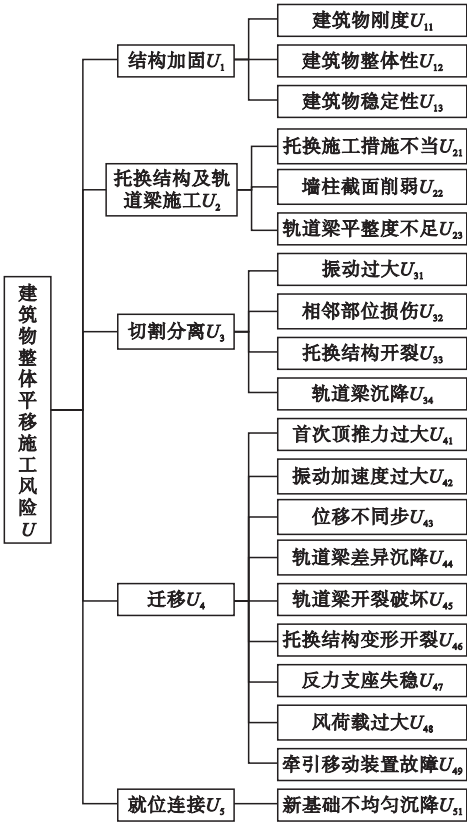 建筑物整体平移施工风险U
结构加固U₁
建筑物刚度U₁₁
建筑物整体性U₁₂
建筑物稳定性U₁₃
托换结构及轨
道梁施工U₂
托换施工措施不当U₂₁
墙柱截面削弱U₂₂
轨道梁平整度不足U₂₃
切割分离U₃
振动过大U₃₁
相邻部位损伤U₃₂
托换结构开裂U₃₃
轨道梁沉降U₃₄
迁移U₄
首次顶推力过大U₄₁
振动加速度过大U₄₂
位移不同步U₄₃
轨道梁差异沉降U₄₄
轨道梁开裂破坏U₄₅
托换结构变形开裂U₄₆
反力支座失稳U₄₇
风荷载过大U₄₈
牵引移动装置故障U₄₉
就位连接U₅
新基础不均匀沉降U₅₁